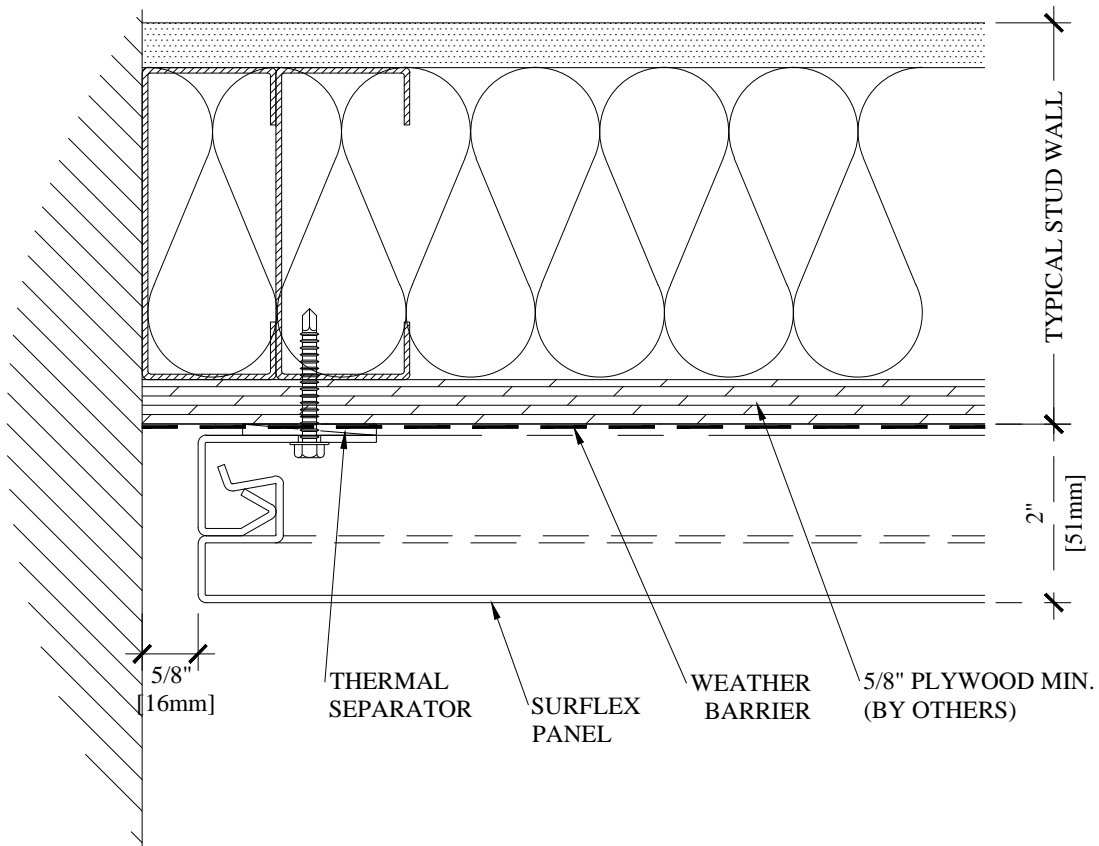 TYPICAL STUD WALL
2"
[51mm]
5/8"
[16mm]
THERMAL
SEPARATOR
SURFLEX
PANEL
WEATHER
BARRIER
5/8" PLYWOOD MIN.
(BY OTHERS)